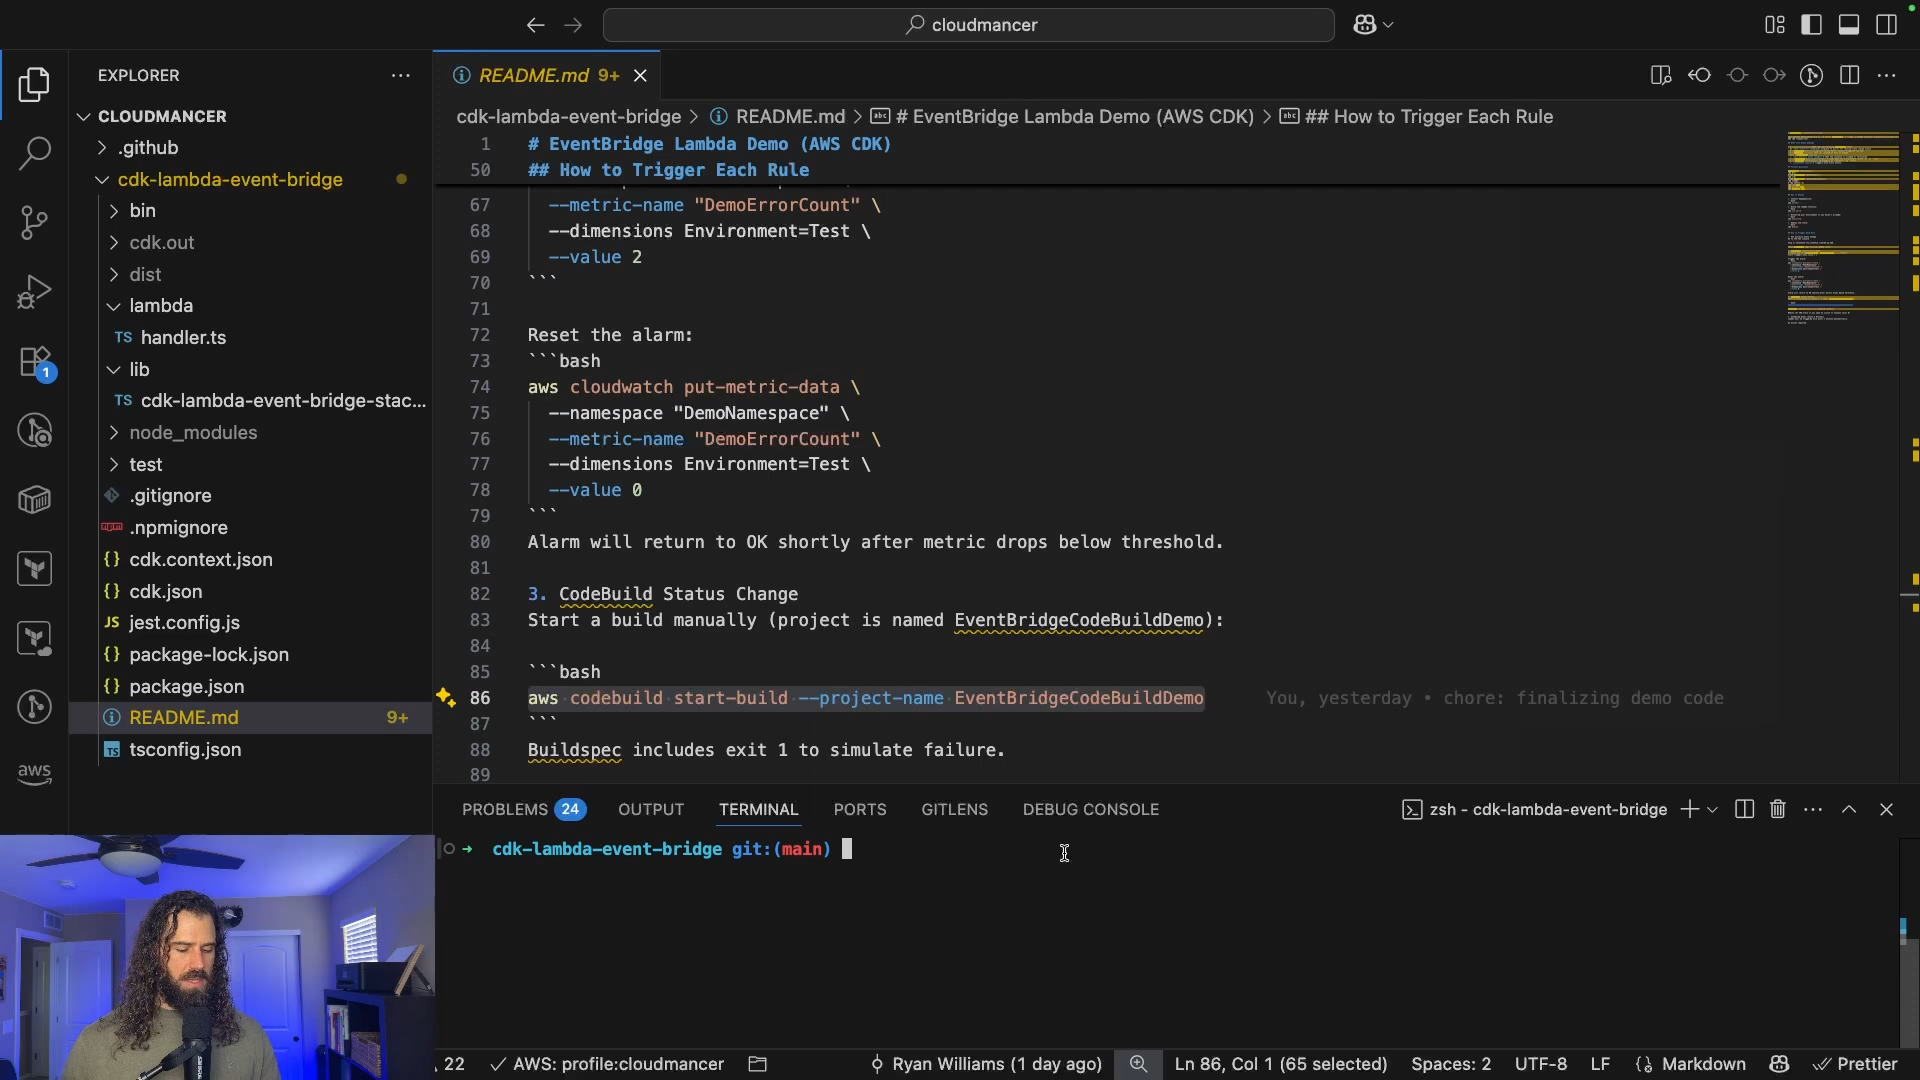 cloudmancer
EXPLORER
CLOUDMANCER
.github
cdk-lambda-event-bridge
bin
cdk.out
dist
lambda
TS handler.ts
lib
TS cdk-lambda-event-bridge-stac...
node_modules
test
.gitignore
.npmignore
{} cdk.context.json
{} cdk.json
JS jest.config.js
{} package-lock.json
{} package.json
README.md 9+
TS tsconfig.json
1
aws
README.md 9+
cdk-lambda-event-bridge > README.md > # EventBridge Lambda Demo (AWS CDK) > ## How to Trigger Each Rule
1 # EventBridge Lambda Demo (AWS CDK)
50 ## How to Trigger Each Rule
67 --metric-name "DemoErrorCount" \
68 --dimensions Environment=Test \
69 --value 2
70 ```
71
72 Reset the alarm:
73 ```bash
74 aws cloudwatch put-metric-data \
75 --namespace "DemoNamespace" \
76 --metric-name "DemoErrorCount" \
77 --dimensions Environment=Test \
78 --value 0
79 ```
80 Alarm will return to OK shortly after metric drops below threshold.
81
82 3. CodeBuild Status Change
83 Start a build manually (project is named EventBridgeCodeBuildDemo):
84
85 ```bash
86 aws codebuild start-build --project-name EventBridgeCodeBuildDemo You, yesterday • chore: finalizing demo code
87 ```
88 Buildspec includes exit 1 to simulate failure.
89
PROBLEMS 24 OUTPUT TERMINAL PORTS GITLENS DEBUG CONSOLE zsh - cdk-lambda-event-bridge
→ cdk-lambda-event-bridge git:(main)
22 AWS: profile:cloudmancer Ryan Williams (1 day ago) Ln 86, Col 1 (65 selected) Spaces: 2 UTF-8 LF {} Markdown Prettier